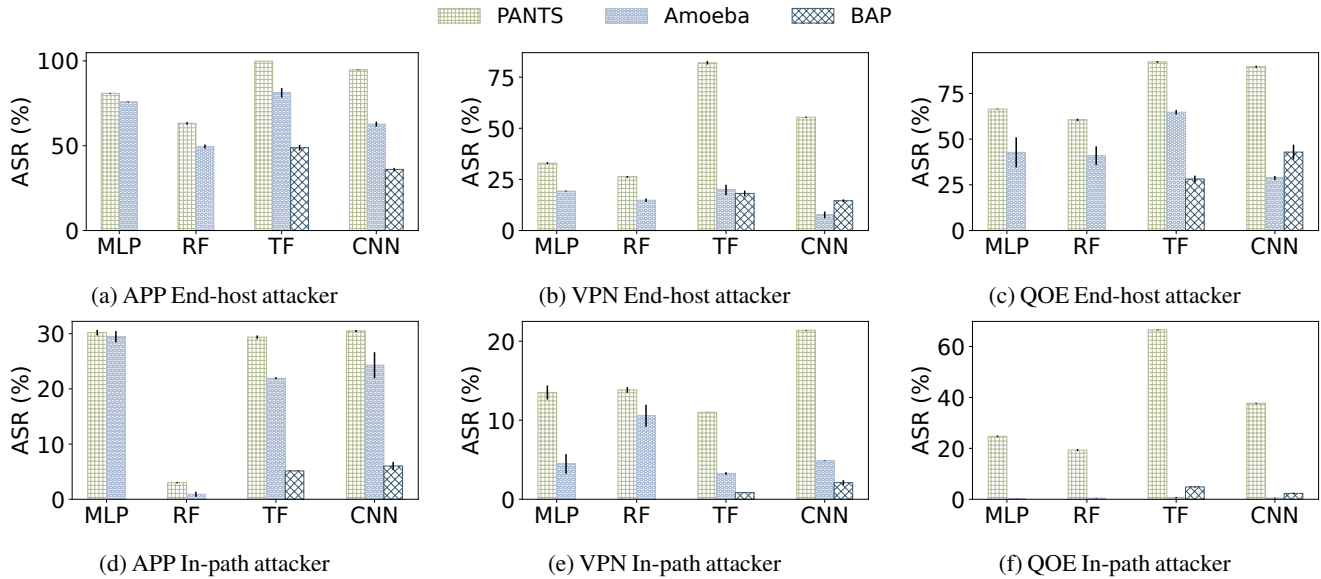 PANTS Amoeba BAP
ASR (%)
100
50
0
MLP RF TF CNN
(a) APP End-host attacker
ASR (%)
75
50
25
0
MLP RF TF CNN
(b) VPN End-host attacker
ASR (%)
75
50
25
0
MLP RF TF CNN
(c) QOE End-host attacker
ASR (%)
30
20
10
0
MLP RF TF CNN
(d) APP In-path attacker
ASR (%)
20
10
0
MLP RF TF CNN
(e) VPN In-path attacker
ASR (%)
60
40
20
0
MLP RF TF CNN
(f) QOE In-path attacker